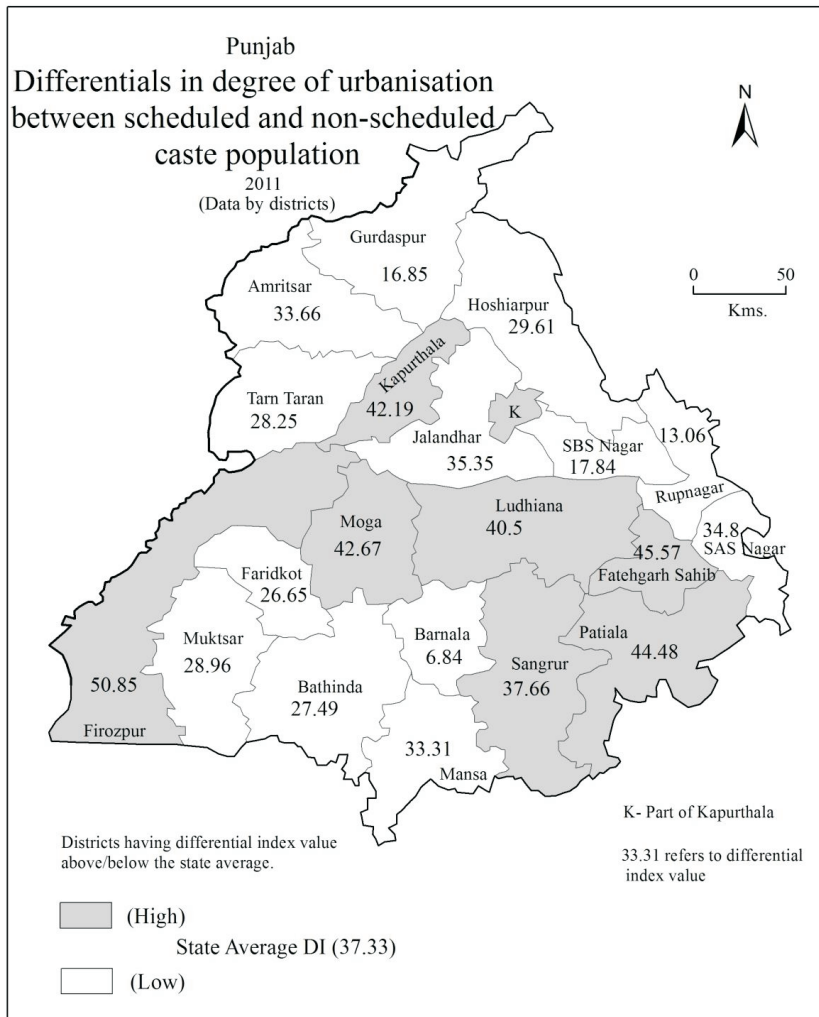 Punjab
Differentials in degree of urbanisation
between scheduled and non-scheduled
caste population
2011
(Data by districts)
N
Gurdaspur
16.85
Amritsar
33.66
Hoshiarpur
29.61
0 50
Kms.
Kapurthala
42.19
Tarn Taran
28.25
K
Jalandhar
35.35
SBS Nagar
17.84
13.06
Rupnagar
Moga
42.67
Ludhiana
40.5
34.8
SAS Nagar
45.57
Fatehgarh Sahib
Faridkot
26.65
Muktsar
28.96
Barnala
6.84
Patiala
44.48
Sangrur
37.66
50.85
Firozpur
Bathinda
27.49
33.31
Mansa
K- Part of Kapurthala
33.31 refers to differential
index value
Districts having differential index value
above/below the state average.
(High)
State Average DI (37.33)
(Low)